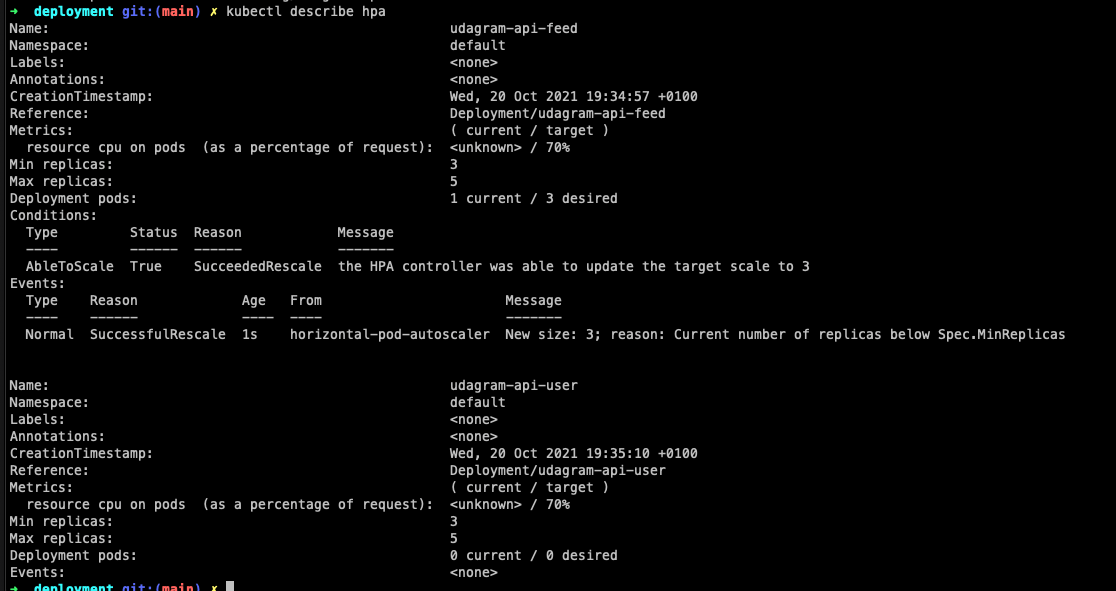 → deployment git:(main) ✗ kubectl describe hpa
Name: udagram-api-feed
Namespace: default
Labels: <none>
Annotations: <none>
CreationTimestamp: Wed, 20 Oct 2021 19:34:57 +0100
Reference: Deployment/udagram-api-feed
Metrics: ( current / target )
resource cpu on pods (as a percentage of request): <unknown> / 70%
Min replicas: 3
Max replicas: 5
Deployment pods: 1 current / 3 desired
Conditions:
Type Status Reason Message
---- ------ ------ -------
AbleToScale True SucceededRescale the HPA controller was able to update the target scale to 3
Events:
Type Reason Age From Message
---- ------ ---- ---- -------
Normal SuccessfulRescale 1s horizontal-pod-autoscaler New size: 3; reason: Current number of replicas below Spec.MinReplicas
Name: udagram-api-user
Namespace: default
Labels: <none>
Annotations: <none>
CreationTimestamp: Wed, 20 Oct 2021 19:35:10 +0100
Reference: Deployment/udagram-api-user
Metrics: ( current / target )
resource cpu on pods (as a percentage of request): <unknown> / 70%
Min replicas: 3
Max replicas: 5
Deployment pods: 0 current / 0 desired
Events: <none>
→ deployment git:(main) ✗